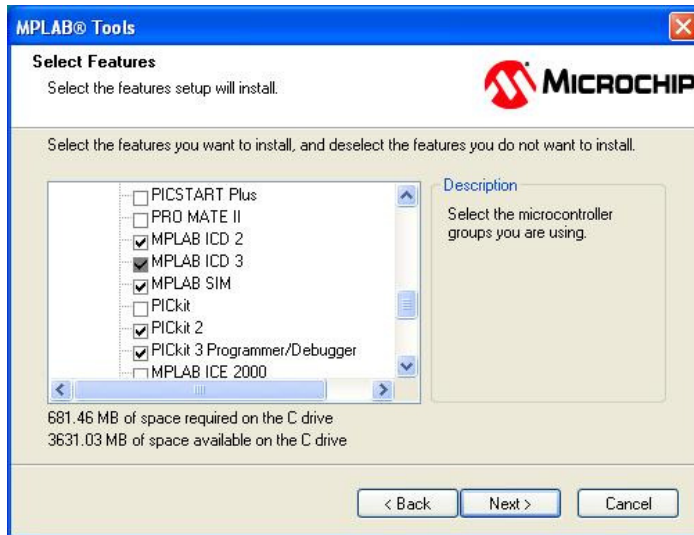 MPLAB® Tools
Select Features
Select the features setup will install.
MICROCHIP
Select the features you want to install, and deselect the features you do not want to install.
PICSTART Plus
PRO MATE II
MPLAB ICD 2
MPLAB ICD 3
MPLAB SIM
PICkit
PICkit 2
PICkit 3 Programmer/Debugger
MPLAB ICE 2000
Description
Select the microcontroller
groups you are using.
681.46 MB of space required on the C drive
3631.03 MB of space available on the C drive
< Back
Next >
Cancel